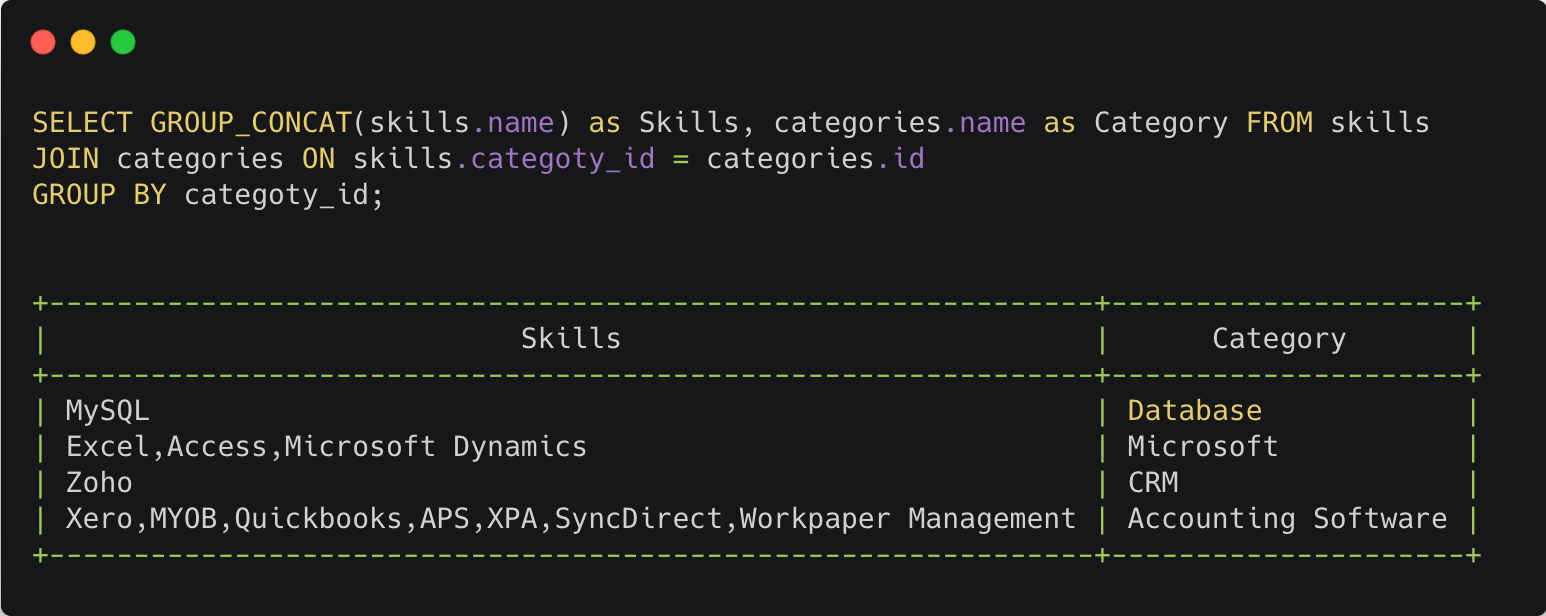 SELECT GROUP_CONCAT(skills.name) as Skills, categories.name as Category FROM skills
JOIN categories ON skills.categoty_id = categories.id
GROUP BY categoty_id;
+--------------------------------------------------------------+---------------------+
|                            Skills                            |      Category       |
+--------------------------------------------------------------+---------------------+
| MySQL                                                        | Database            |
| Excel,Access,Microsoft Dynamics                              | Microsoft           |
| Zoho                                                         | CRM                 |
| Xero,MYOB,Quickbooks,APS,XPA,SyncDirect,Workpaper Management | Accounting Software |
+--------------------------------------------------------------+---------------------+